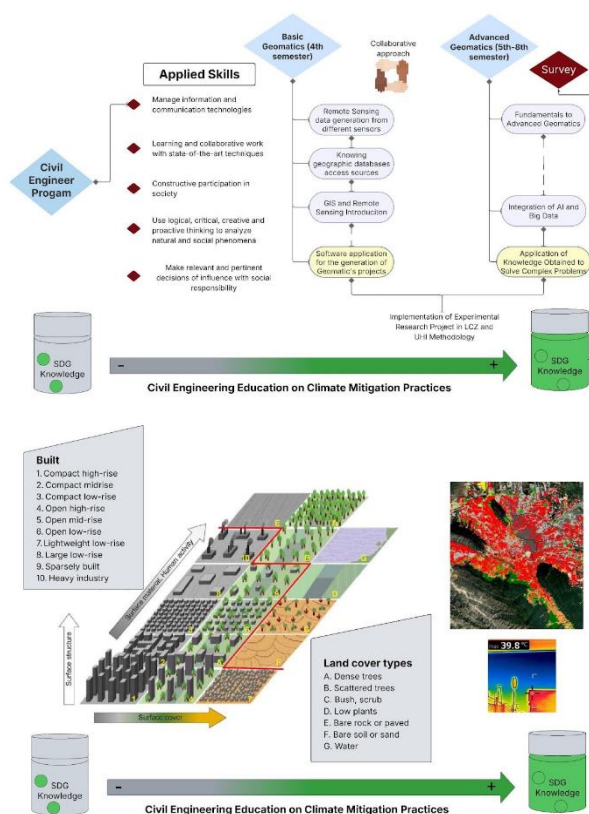 Basic Geomatics (4th
semester)
Collaborative
approach
Advanced
Geomatics (5th-8th
semester)
Survey
Applied Skills
Civil
Engineer
Progam
Manage information and
communication technologies
Learning and collaborative work
with state-of-the-art techniques
Constructive participation in
society
Use logical, critical, creative and
proactive thinking to analyze
natural and social phenomena
Make relevant and pertinent
decisions of influence with social
responsibility
Remote Sensing
data generation from
different sensors
Knowing
geographic databases
access sources
GIS and Remote
Sensing Introduciton
Software application
for the generation of
Geomatic's projects
Fundamentals to
Advanced Geomatics
Integration of AI and
Big Data
Application of
Knowledge Obtained to
Solve Complex Problems
Implementation of Experimental
Research Project in LCZ and
UHI Methodology
SDG
Knowledge
- +
SDG
Knowledge
Civil Engineering Education on Climate Mitigation Practices
Built
1. Compact high-rise
2. Compact midrise
3. Compact low-rise
4. Open high-rise
5. Open mid-rise
6. Open low-rise
7. Lightweight low-rise
8. Large low-rise
9. Sparsely built
10. Heavy industry
Surface material, Human activity
Surface structure
Surface cover
Land cover types
A. Dense trees
B. Scattered trees
C. Bush, scrub
D. Low plants
E. Bare rock or paved
F. Bare soil or sand
G. Water
max 39.8 °C
SDG
Knowledge
- +
SDG
Knowledge
Civil Engineering Education on Climate Mitigation Practices